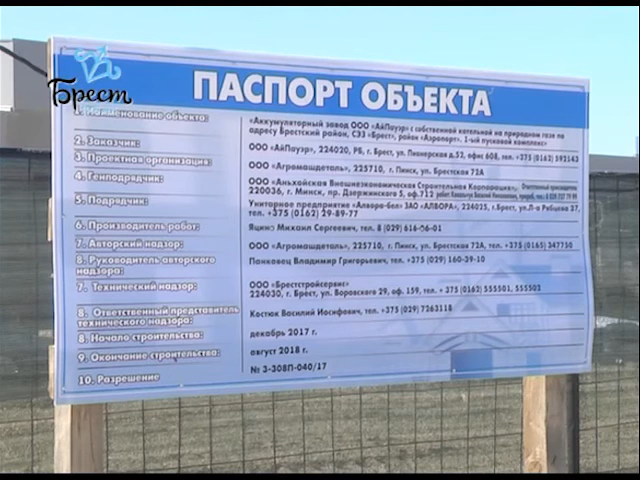 Брест
ПАСПОРТ ОБЪЕКТА
1. Наименование объекта:
«Аккумуляторный завод ООО «АйПауэр» с собственной котельной на природном газе по
адресу Брестский район, СЭЗ «Брест», район «Аэропорт». 1-ый пусковой комплекс»
2. Заказчик:
ООО «АйПауэр», 224020, РБ, г. Брест, ул. Пионерская д.52, офис 608, тел. +375 (0162) 592143
3. Проектная организация:
ООО «Агромашдеталь», 225710, г. Пинск, ул. Брестская 72А
4. Генподрядчик:
ООО «Аньхойская Внешнеэкономическая Строительная Корпорация»,
220036, г. Минск, пр. Дзержинского 5, оф.712
5. Подрядчик:
Унитарное предприятие «Алвора-бел» ЗАО «АЛВОРА», 224025, г.Брест, ул.Л-а Рябцева 37,
тел. +375 (0162) 29-89-77
6. Производитель работ:
Яцино Михаил Сергеевич, тел. 8 (029)
7. Авторский надзор:
ООО «Агромашдеталь», 225710, г. Пинск, ул. Брестская 72А, тел. +375 (0165) 347750
8. Руководитель авторского
надзора:
Панковец Владимир Григорьевич, тел. +375 (029) 160-39-10
7. Технический надзор:
ООО «Брестстройсервис»
224030, г. Брест, ул. Воровского 29, оф. 159, тел. + 375 (0162) 555501, 555502
8. Ответственный представитель
технического надзора:
Костюк Василий Иосифович, тел. +375 (029) 7263118
8. Начало строительства:
декабрь 2017 г.
9. Окончание строительства:
август 2018 г.
10. Разрешение
№ 3-308П-040/17